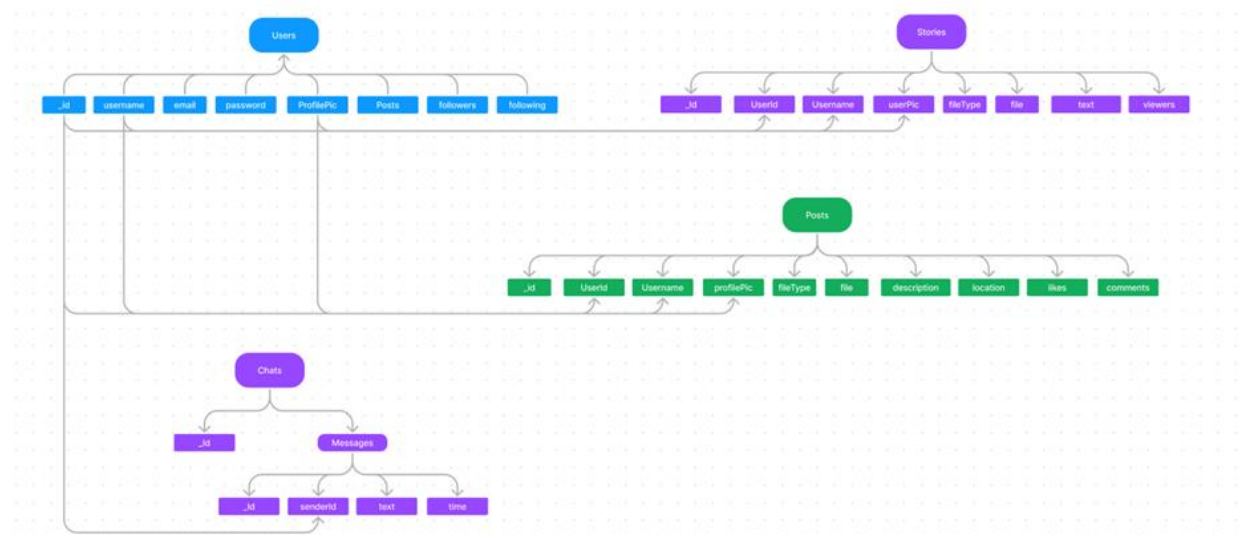 Users
_id
username
email
password
ProfilePic
Posts
followers
following
Stories
_Id
UserId
Username
userPic
fileType
file
text
viewers
Posts
_id
UserId
Username
profilePic
fileType
file
description
location
likes
comments
Chats
_Id
Messages
_Id
senderId
text
time